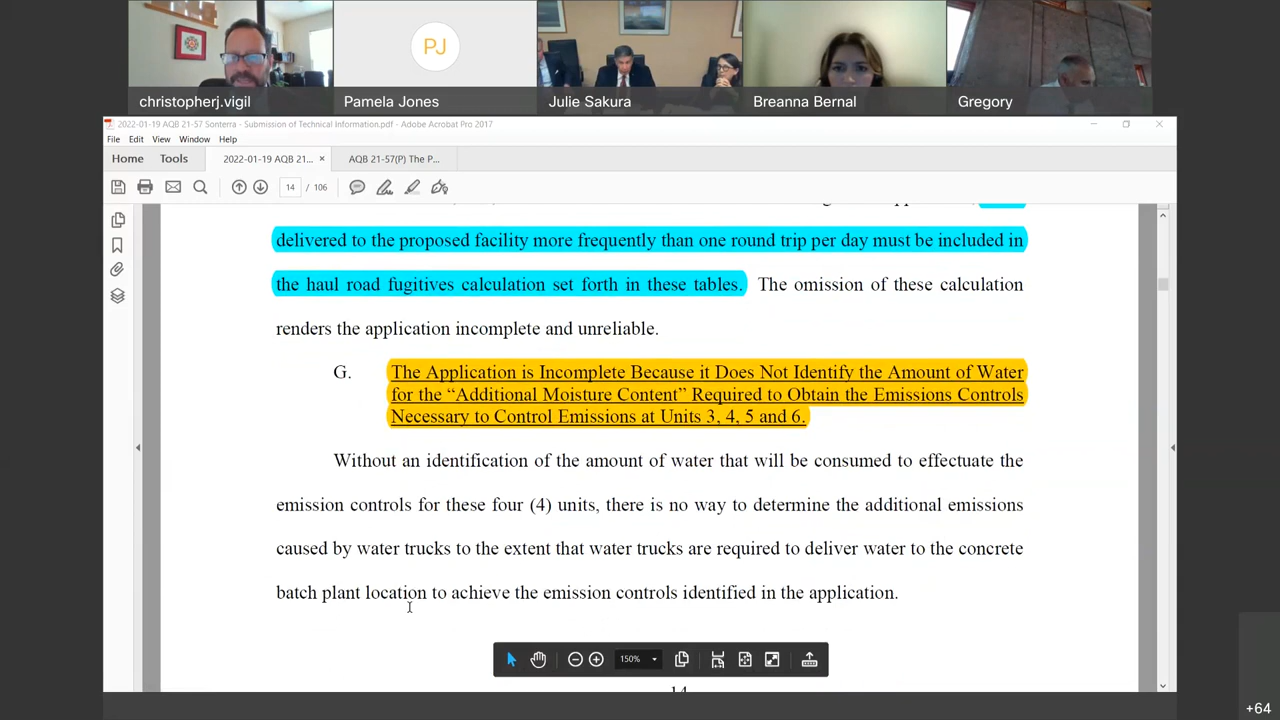 PJ
christopherj.vigil
Pamela Jones
Julie Sakura
Breanna Bernal
Gregory
2022-01-19 AQB 21-57 Sonterra - Submission of Technical Information.pdf - Adobe Acrobat Pro 2017
File Edit View Window Help
Home Tools 2022-01-19 AQB 21... × AQB 21-57(P) The P...
14 / 106
delivered to the proposed facility more frequently than one round trip per day must be included in
the haul road fugitives calculation set forth in these tables. The omission of these calculation
renders the application incomplete and unreliable.
G. The Application is Incomplete Because it Does Not Identify the Amount of Water
for the “Additional Moisture Content” Required to Obtain the Emissions Controls
Necessary to Control Emissions at Units 3, 4, 5 and 6.
Without an identification of the amount of water that will be consumed to effectuate the
emission controls for these four (4) units, there is no way to determine the additional emissions
caused by water trucks to the extent that water trucks are required to deliver water to the concrete
batch plant location to achieve the emission controls identified in the application.
150%
14
+64